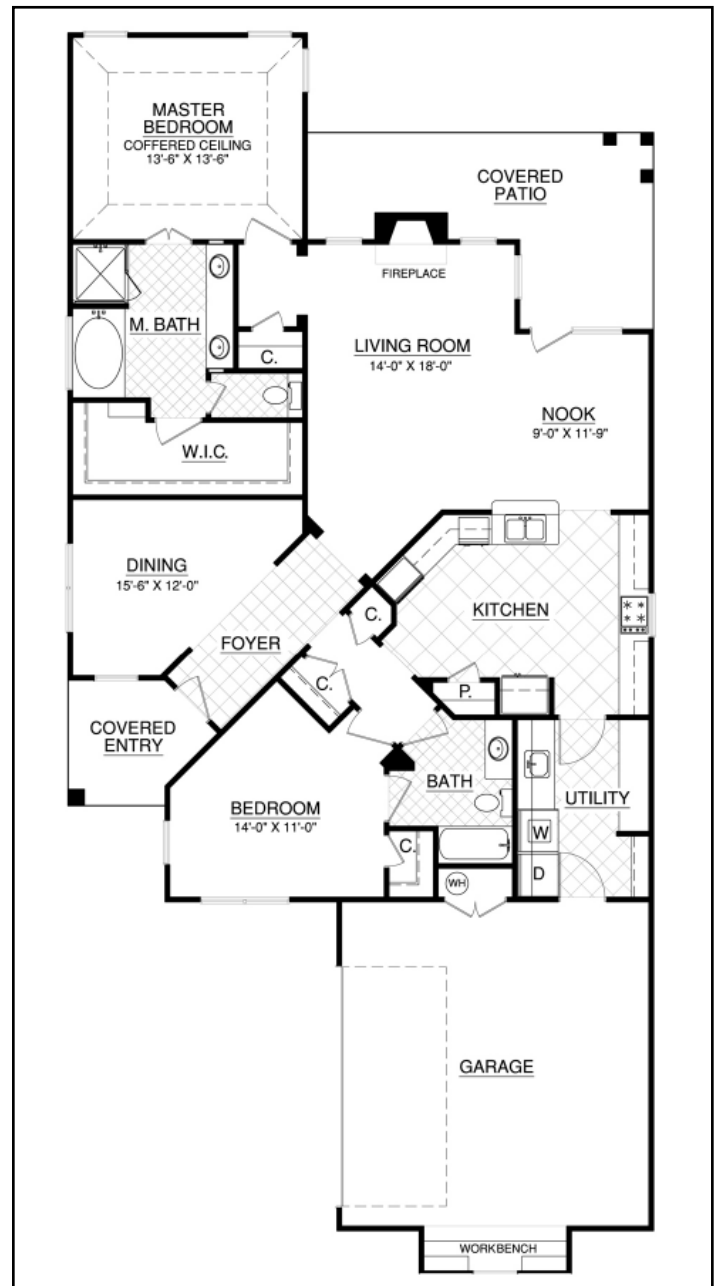 MASTER
BEDROOM
COFFERED CEILING
13'-6" X 13'-6"
COVERED
PATIO
FIREPLACE
M. BATH
C.
LIVING ROOM
14'-0" X 18'-0"
NOOK
9'-0" X 11'-9"
W.I.C.
DINING
15'-6" X 12'-0"
FOYER
C.
KITCHEN
C.
P.
COVERED
ENTRY
BEDROOM
14'-0" X 11'-0"
BATH
UTILITY
C.
W
D
WH
GARAGE
WORKBENCH